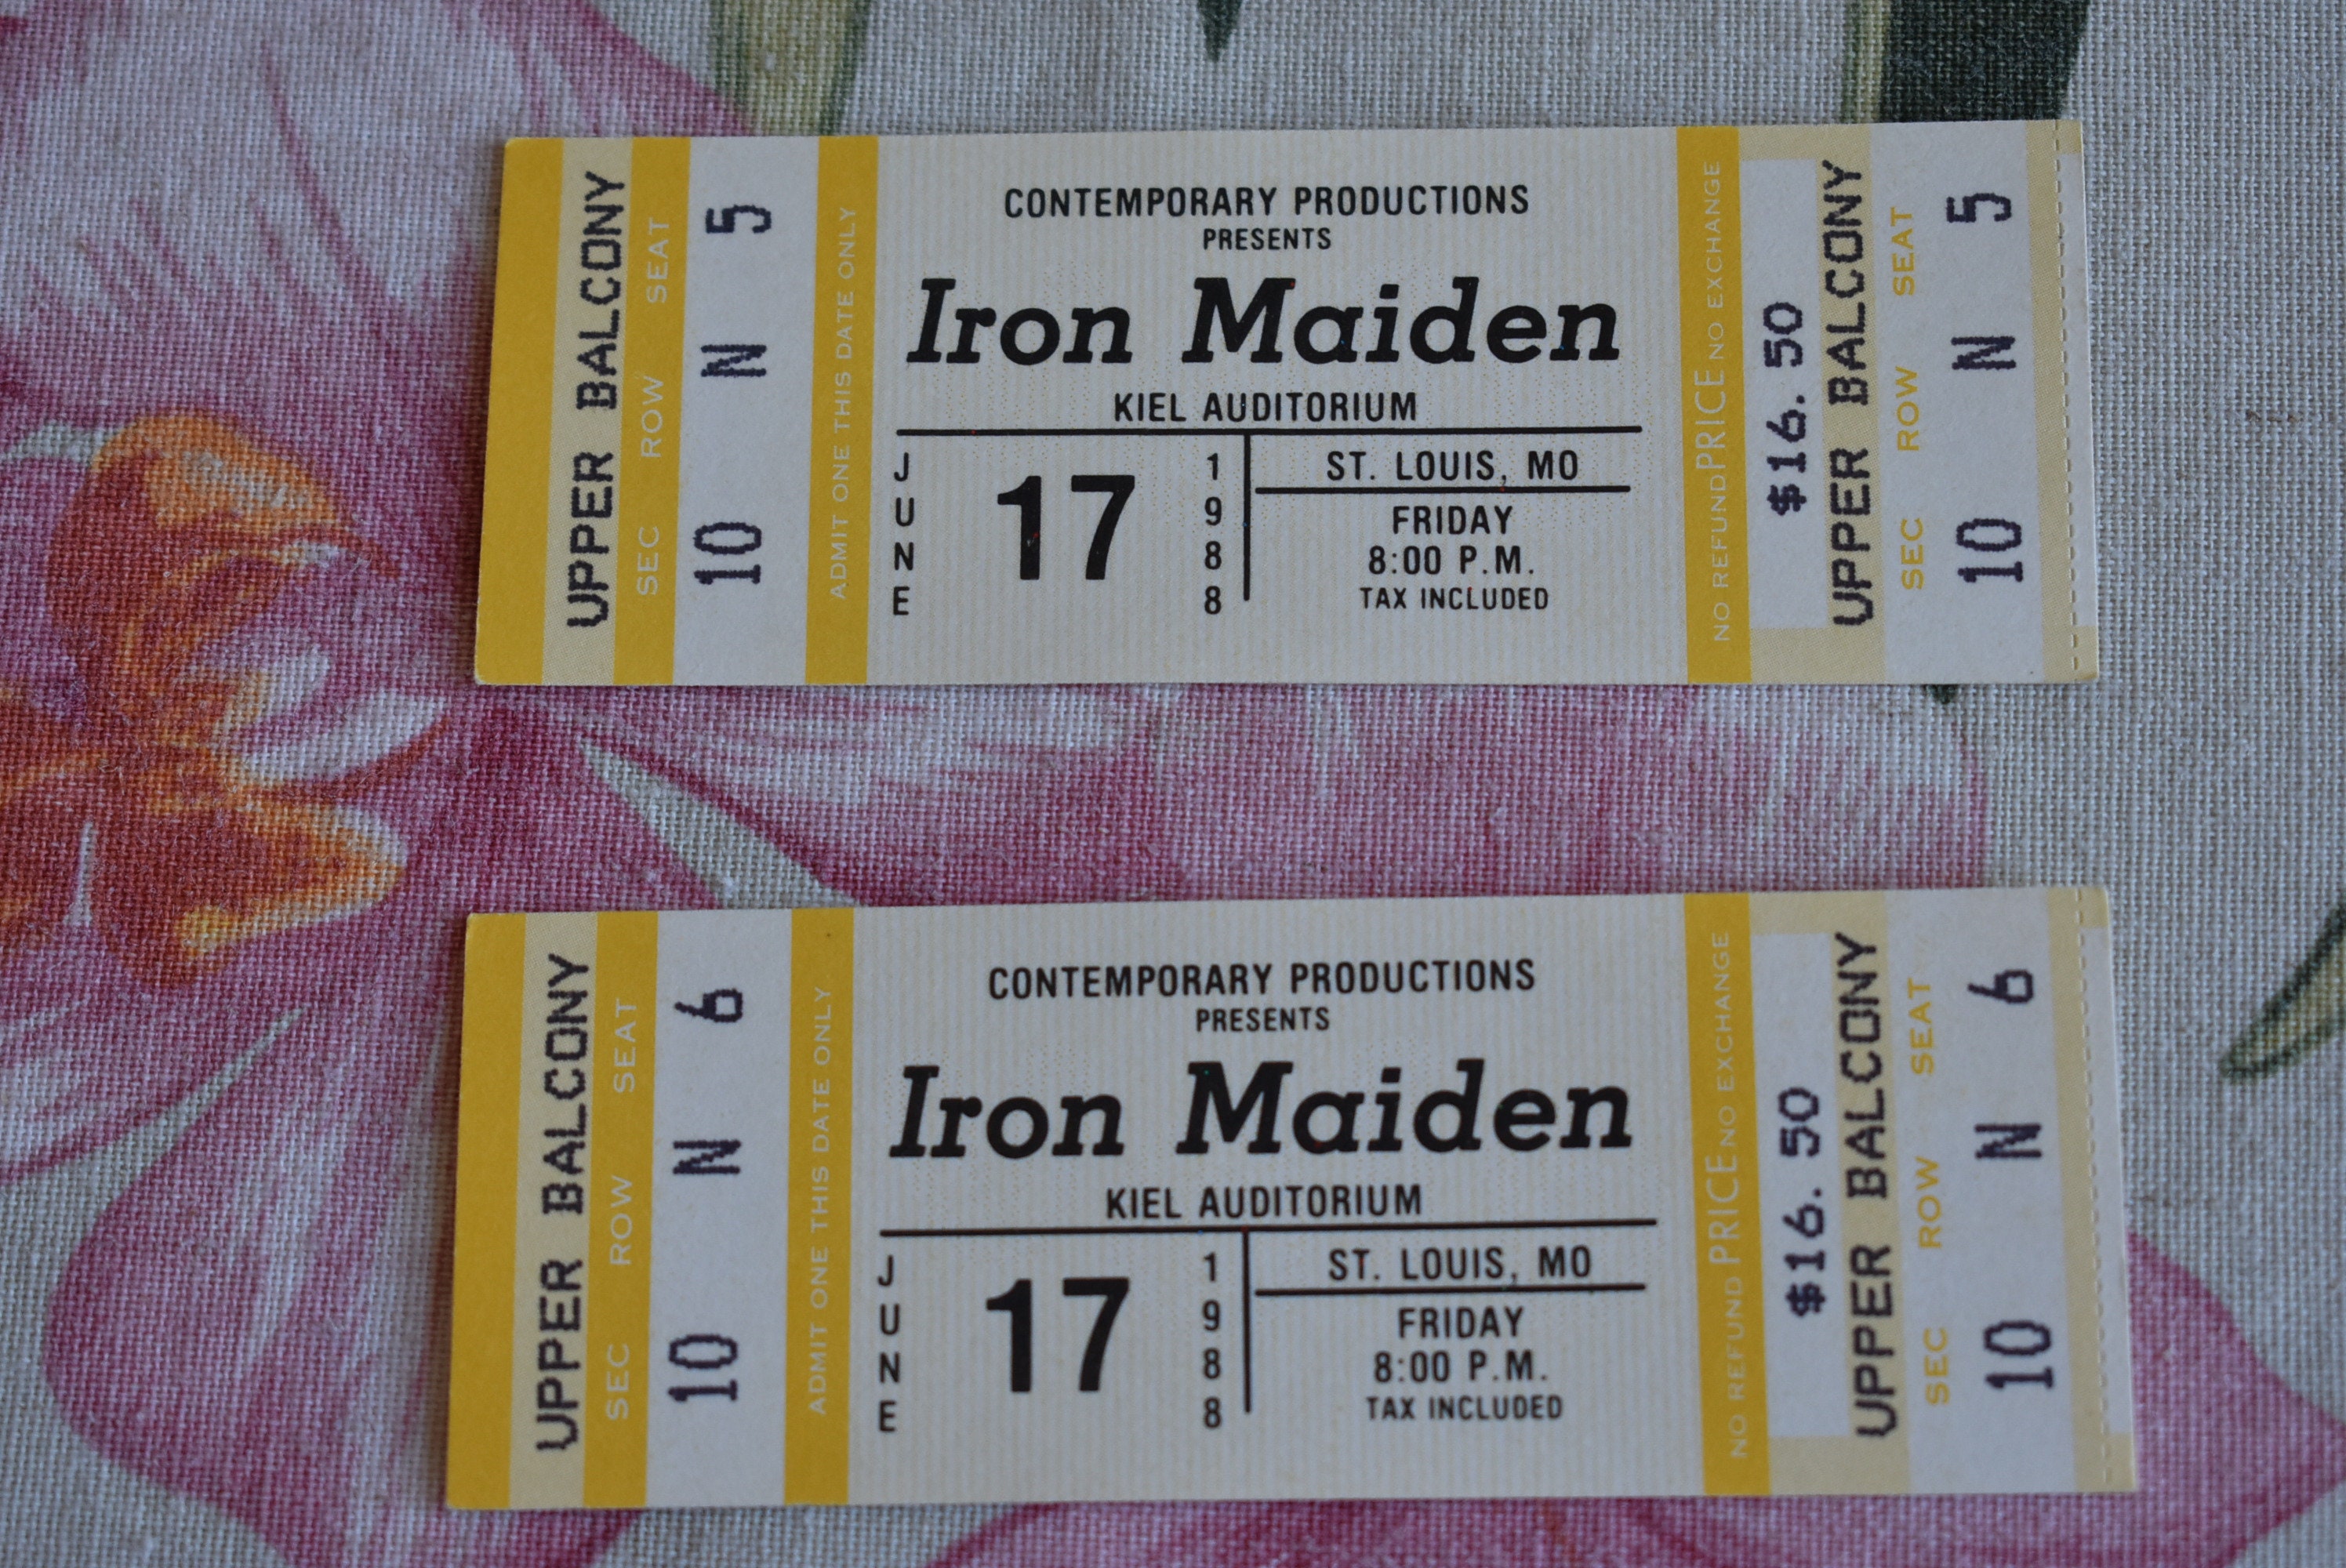 UPPER BALCONY
SEC ROW SEAT
10 N 5
ADMIT ONE THIS DATE ONLY
CONTEMPORARY PRODUCTIONS
PRESENTS
Iron Maiden
KIEL AUDITORIUM
JUNE
17
1988
ST. LOUIS, MO
FRIDAY
8:00 P.M.
TAX INCLUDED
NO REFUND PRICE NO EXCHANGE
$16.50
UPPER BALCONY
SEC ROW SEAT
10 N 5
UPPER BALCONY
SEC ROW SEAT
10 N 6
ADMIT ONE THIS DATE ONLY
CONTEMPORARY PRODUCTIONS
PRESENTS
Iron Maiden
KIEL AUDITORIUM
JUNE
17
1988
ST. LOUIS, MO
FRIDAY
8:00 P.M.
TAX INCLUDED
NO REFUND PRICE NO EXCHANGE
$16.50
UPPER BALCONY
SEC ROW SEAT
10 N 6